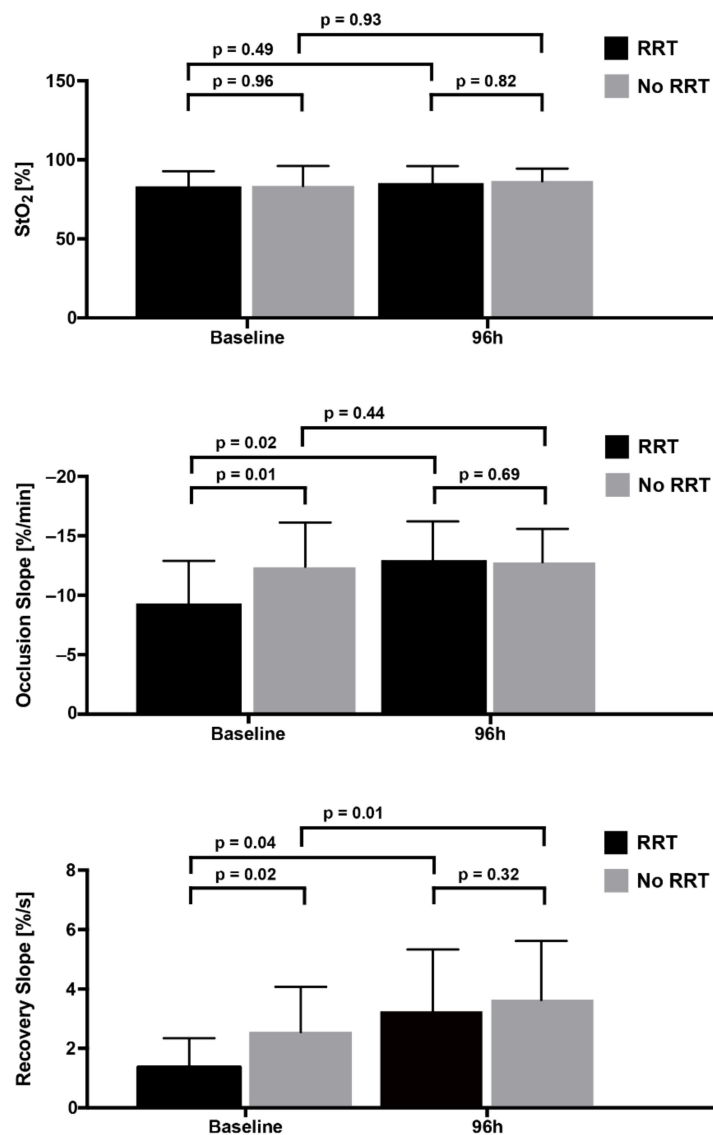 p = 0.93
p = 0.49
p = 0.96
p = 0.82
RRT
No RRT
StO₂ [%]
150
100
50
0
Baseline
96h
p = 0.44
p = 0.02
p = 0.01
p = 0.69
RRT
No RRT
Occlusion Slope [%/min]
–20
–15
–10
–5
0
Baseline
96h
p = 0.01
p = 0.04
p = 0.02
p = 0.32
RRT
No RRT
Recovery Slope [%/s]
8
6
4
2
0
Baseline
96h